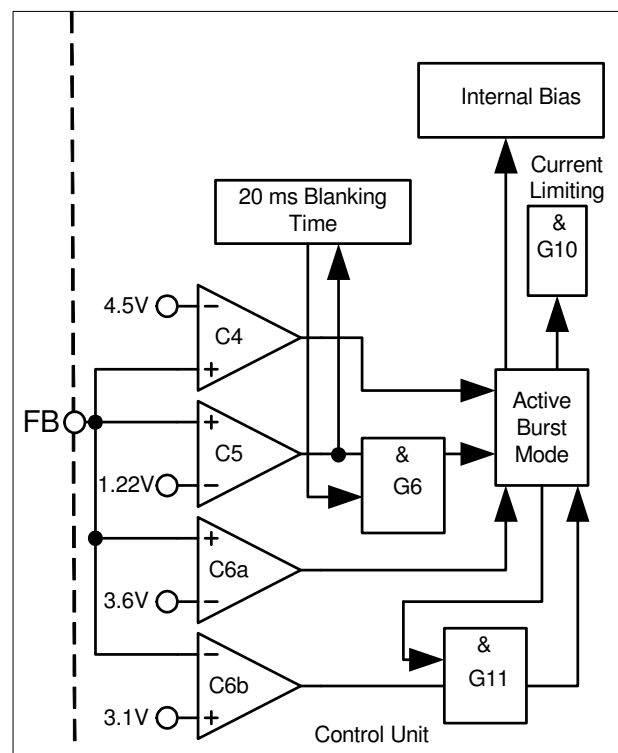 Internal Bias
Current
Limiting
20 ms Blanking
Time
&
G10
4.5V
−
C4
+
FB
+
C5
−
1.22V
&
G6
Active
Burst
Mode
+
C6a
−
3.6V
−
C6b
+
3.1V
&
G11
Control Unit